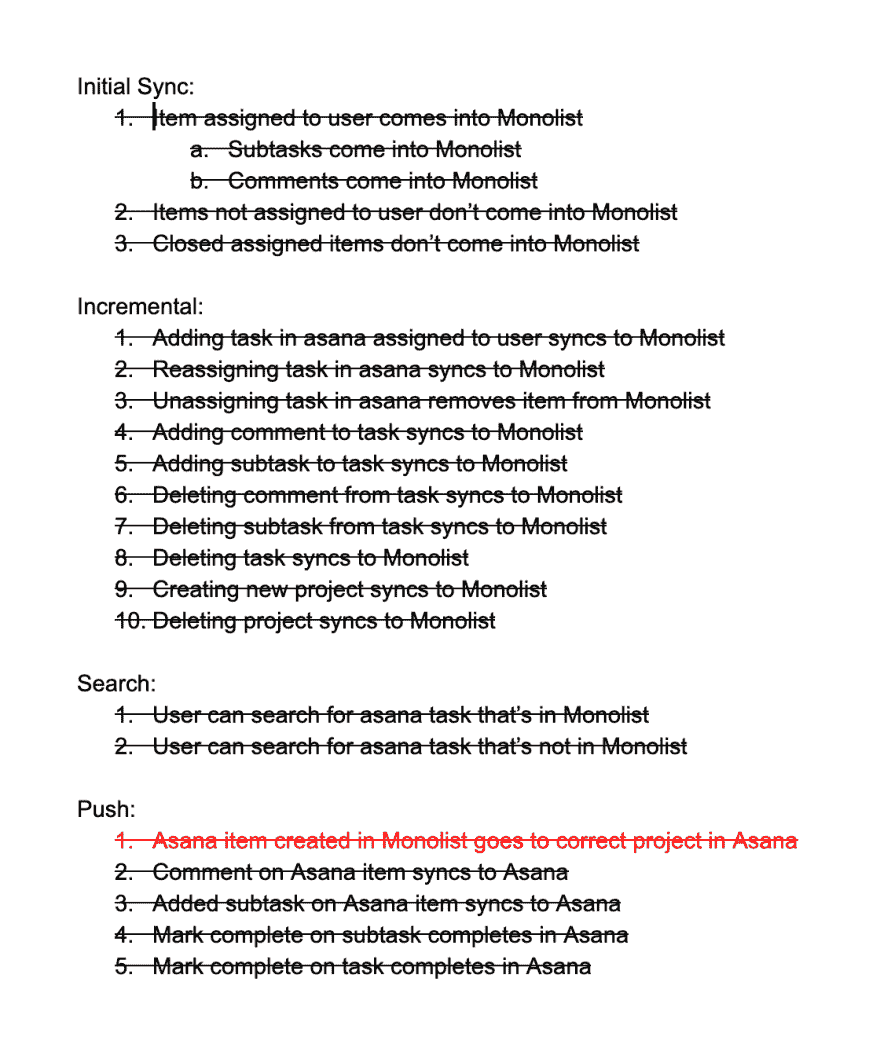 Initial Sync:
1. Item assigned to user comes into Monolist
a. Subtasks come into Monolist
b. Comments come into Monolist
2. Items not assigned to user don’t come into Monolist
3. Closed assigned items don’t come into Monolist
Incremental:
1. Adding task in asana assigned to user syncs to Monolist
2. Reassigning task in asana syncs to Monolist
3. Unassigning task in asana removes item from Monolist
4. Adding comment to task syncs to Monolist
5. Adding subtask to task syncs to Monolist
6. Deleting comment from task syncs to Monolist
7. Deleting subtask from task syncs to Monolist
8. Deleting task syncs to Monolist
9. Creating new project syncs to Monolist
10. Deleting project syncs to Monolist
Search:
1. User can search for asana task that’s in Monolist
2. User can search for asana task that’s not in Monolist
Push:
1. Asana item created in Monolist goes to correct project in Asana
2. Comment on Asana item syncs to Asana
3. Added subtask on Asana item syncs to Asana
4. Mark complete on subtask completes in Asana
5. Mark complete on task completes in Asana